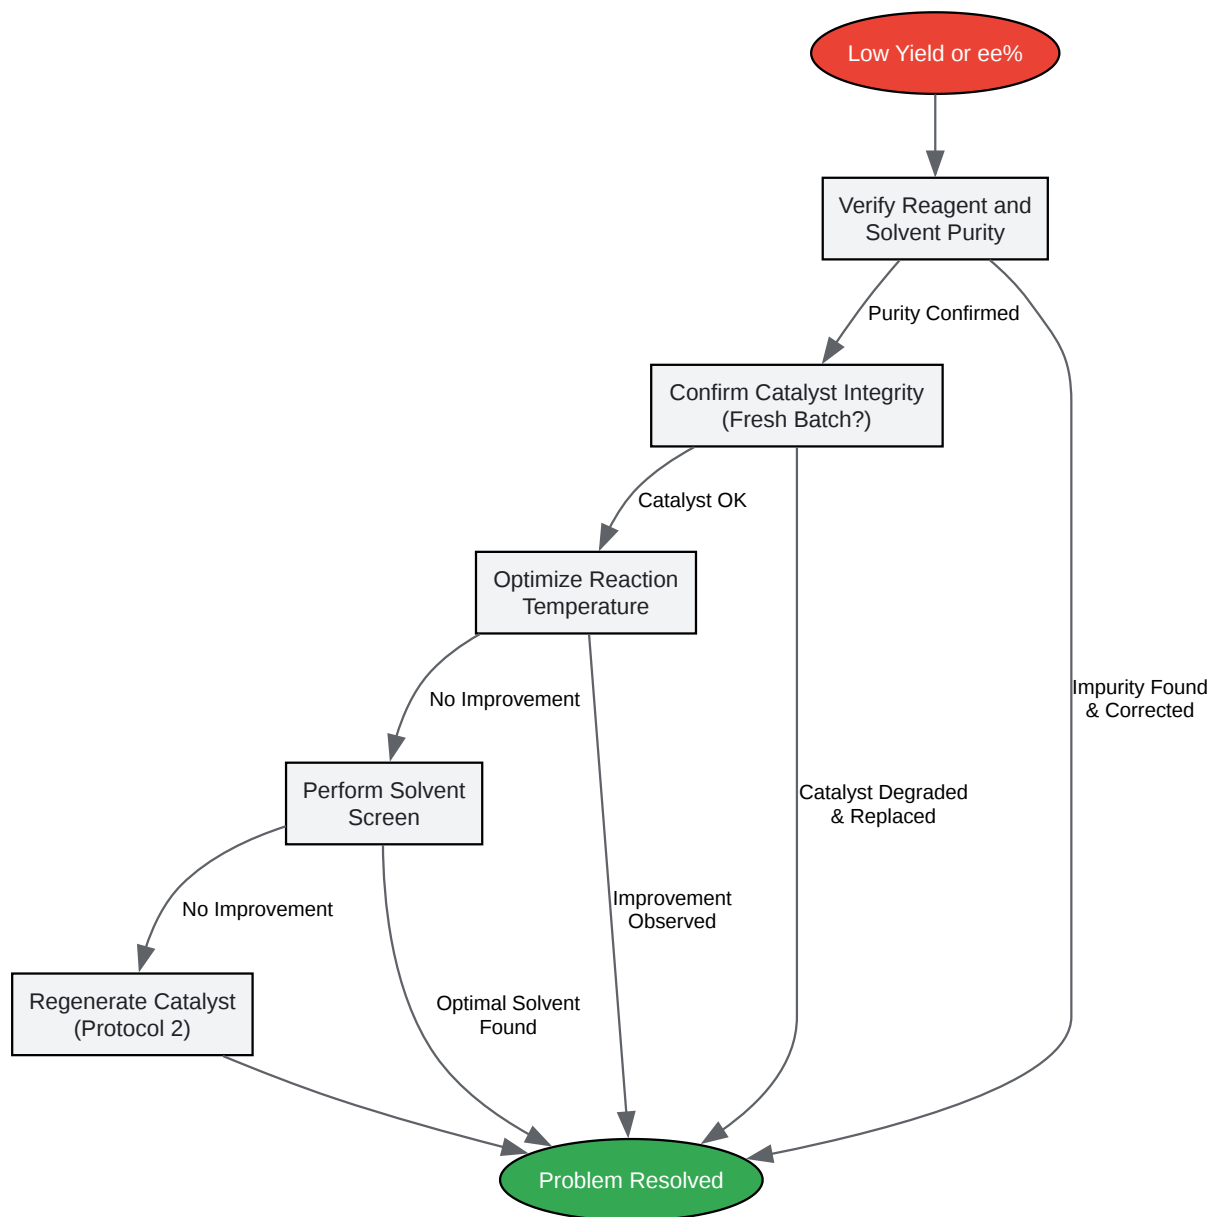 Low Yield or ee%
Verify Reagent and
Solvent Purity
Purity Confirmed
Confirm Catalyst Integrity
(Fresh Batch?)
Catalyst OK
Optimize Reaction
Temperature
No Improvement
Impurity Found
& Corrected
Perform Solvent
Screen
Catalyst Degraded
& Replaced
No Improvement
Improvement
Observed
Regenerate Catalyst
(Protocol 2)
Optimal Solvent
Found
Problem Resolved